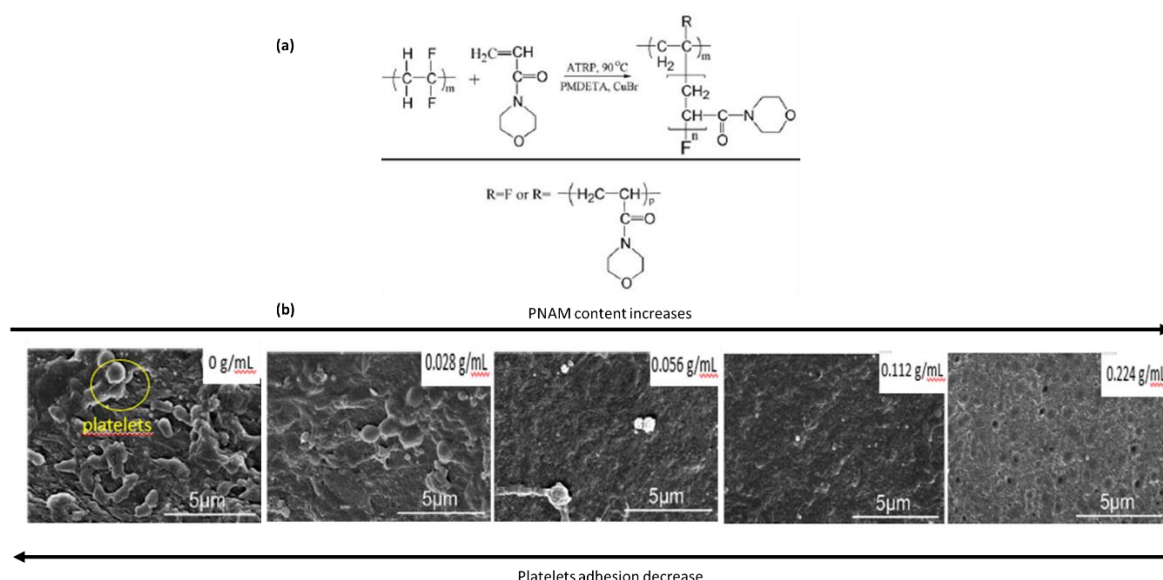 (a)
H F
C C m
H F
+
H₂C=CH
C=O
N
O
ATRP, 90°C
PMDETA, CuBr
R
C C m
H₂
CH₂
CH C N O
n O
F
R=F or R= (H₂C-CH)p
C=O
N
O
(b)
PNAM content increases
0 g/mL
0.028 g/mL
0.056 g/mL
0.112 g/mL
0.224 g/mL
platelets
5µm
5µm
5µm
5µm
5µm
Platelets adhesion decrease